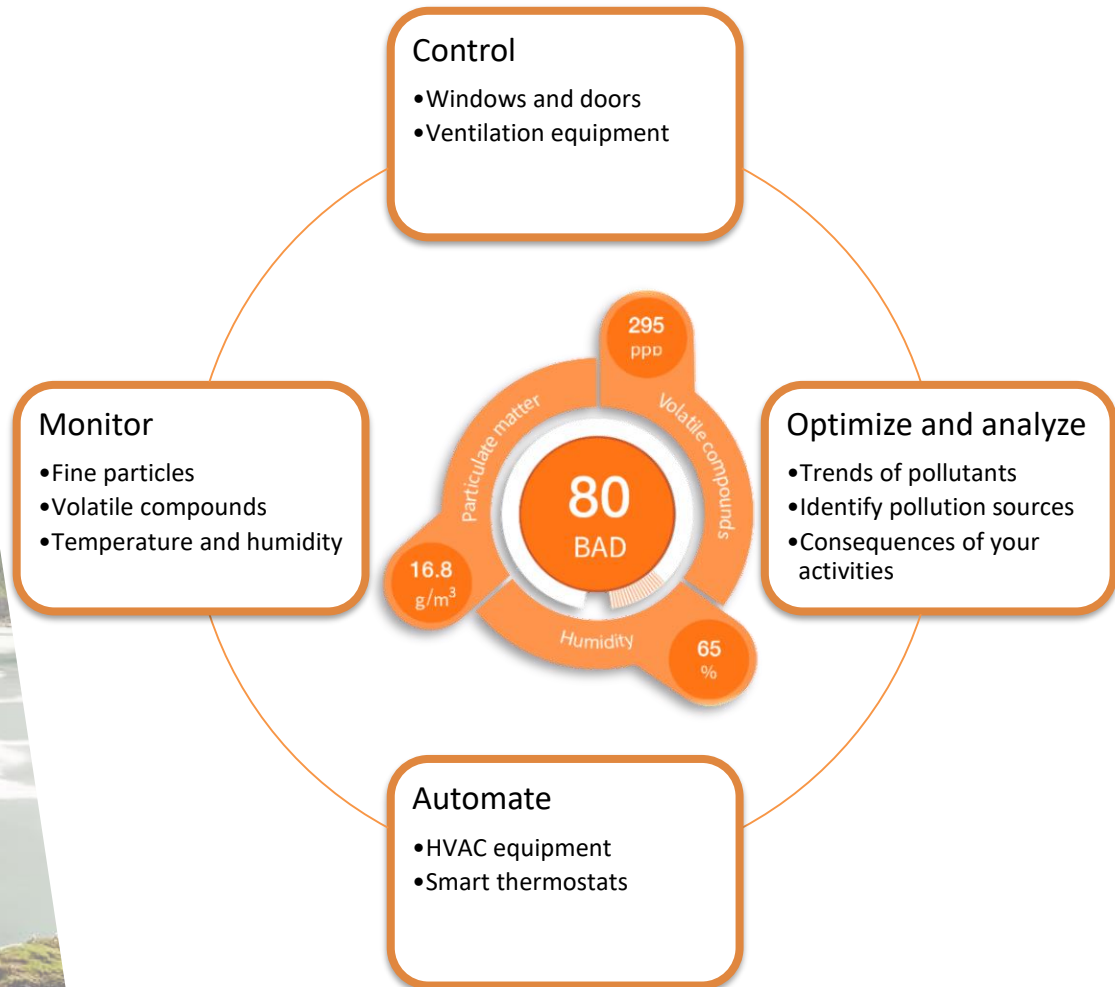 Control
•Windows and doors
•Ventilation equipment
Monitor
•Fine particles
•Volatile compounds
•Temperature and humidity
295
ppb
Volatile compounds
Particulate matter
80
BAD
16.8
g/m³
Humidity
65
%
Optimize and analyze
•Trends of pollutants
•Identify pollution sources
•Consequences of your
activities
Automate
•HVAC equipment
•Smart thermostats